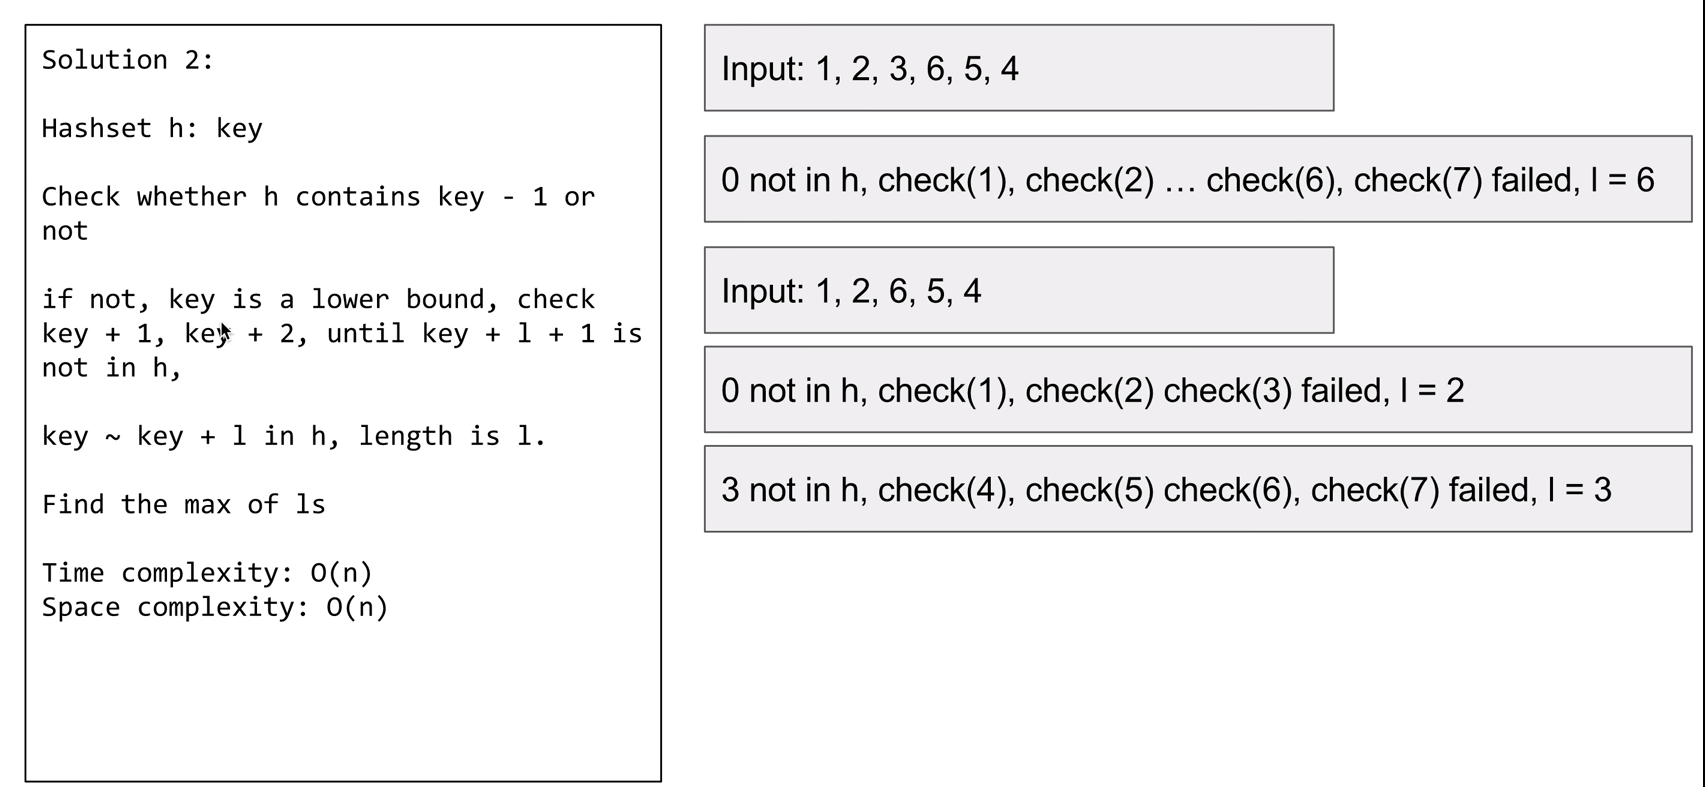 Solution 2:
Hashset h: key
Check whether h contains key - 1 or
not
if not, key is a lower bound, check
key + 1, key + 2, until key + l + 1 is
not in h,
key ~ key + l in h, length is l.
Find the max of ls
Time complexity: O(n)
Space complexity: O(n)
Input: 1, 2, 3, 6, 5, 4
0 not in h, check(1), check(2) … check(6), check(7) failed, l = 6
Input: 1, 2, 6, 5, 4
0 not in h, check(1), check(2) check(3) failed, l = 2
3 not in h, check(4), check(5) check(6), check(7) failed, l = 3